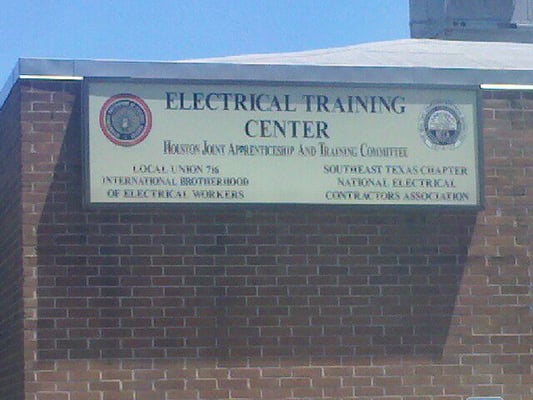 ELECTRICAL TRAINING
CENTER
HOUSTON JOINT APPRENTICESHIP AND TRAINING COMMITTEE
LOCAL UNION 716
INTERNATIONAL BROTHERHOOD
OF ELECTRICAL WORKERS
SOUTHEAST TEXAS CHAPTER
NATIONAL ELECTRICAL
CONTRACTORS ASSOCIATION